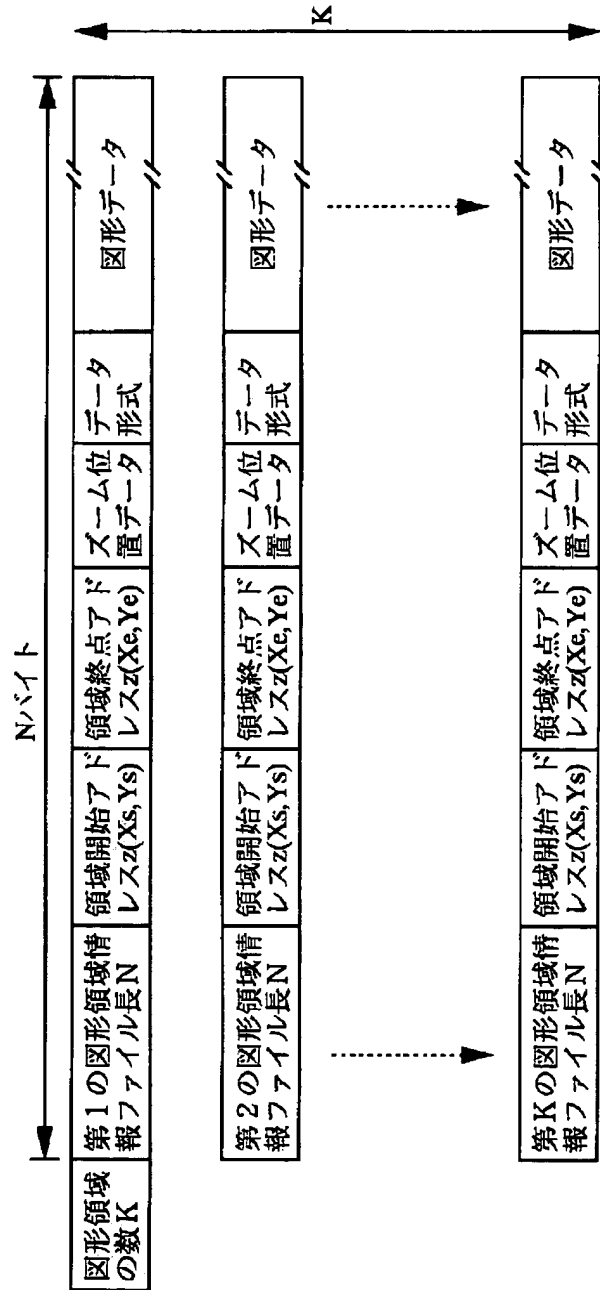 Nバイト
K
図形領域
の数K
第1の図形領域情
報ファイル長N
領域開始アド
レスz(Xs,Ys)
領域終点アド
レスz(Xe,Ye)
ズーム位
置データ
データ
形式
図形データ
第2の図形領域情
報ファイル長N
領域開始アド
レスz(Xs,Ys)
領域終点アド
レスz(Xe,Ye)
ズーム位
置データ
データ
形式
図形データ
第Kの図形領域情
報ファイル長N
領域開始アド
レスz(Xs,Ys)
領域終点アド
レスz(Xe,Ye)
ズーム位
置データ
データ
形式
図形データ